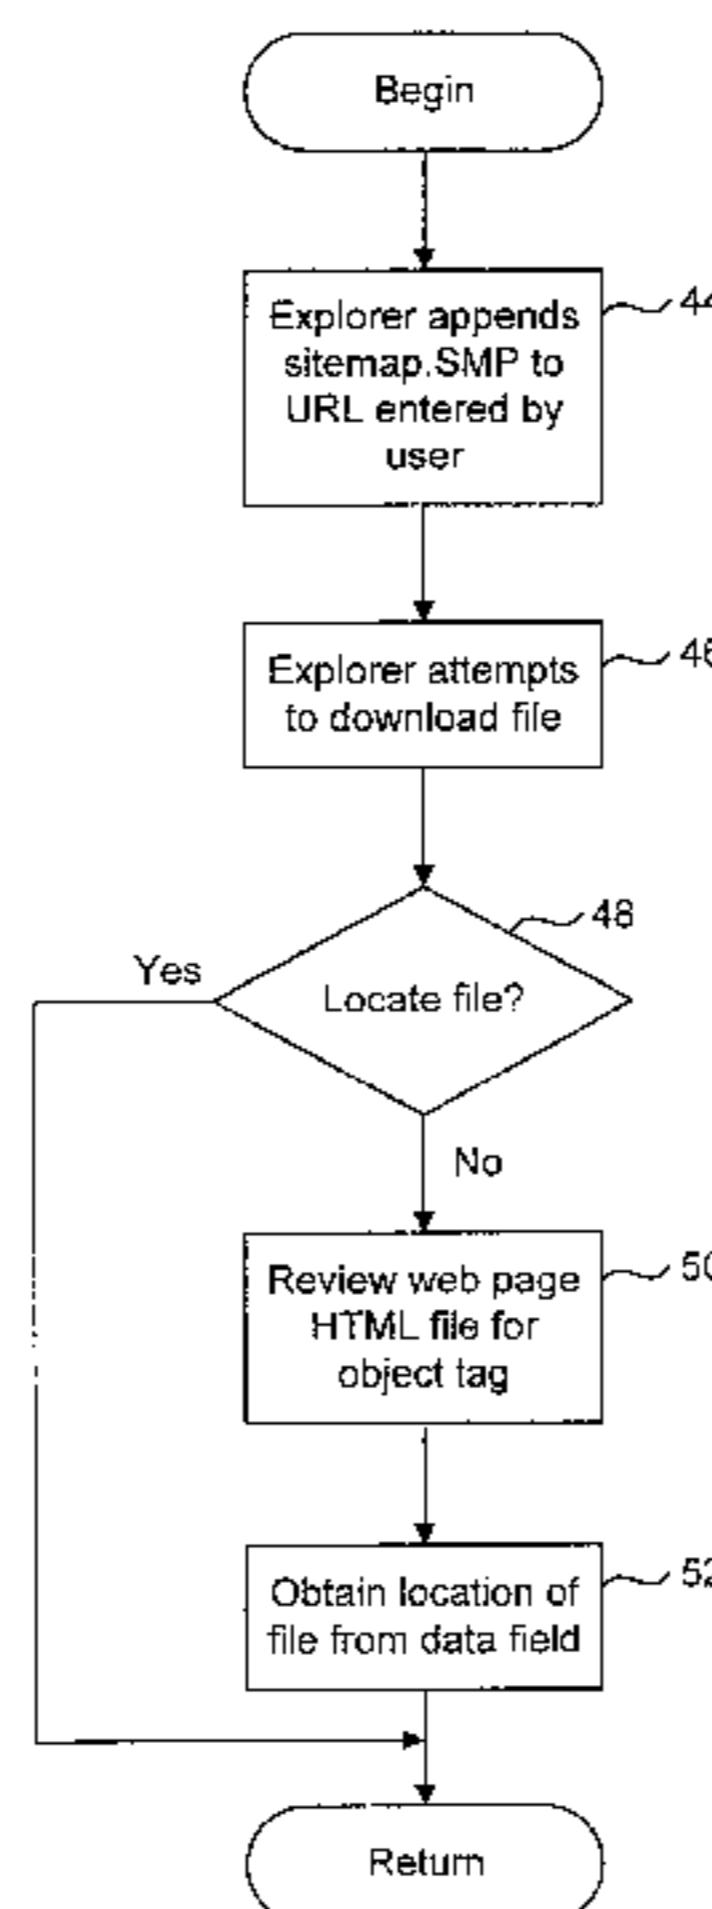 Begin
Explorer appends
sitemap.SMP to
URL entered by
user
44
Explorer attempts
to download file
46
48
Yes
Locate file?
No
Review web page
HTML file for
object tag
50
Obtain location of
file from data field
52
Return